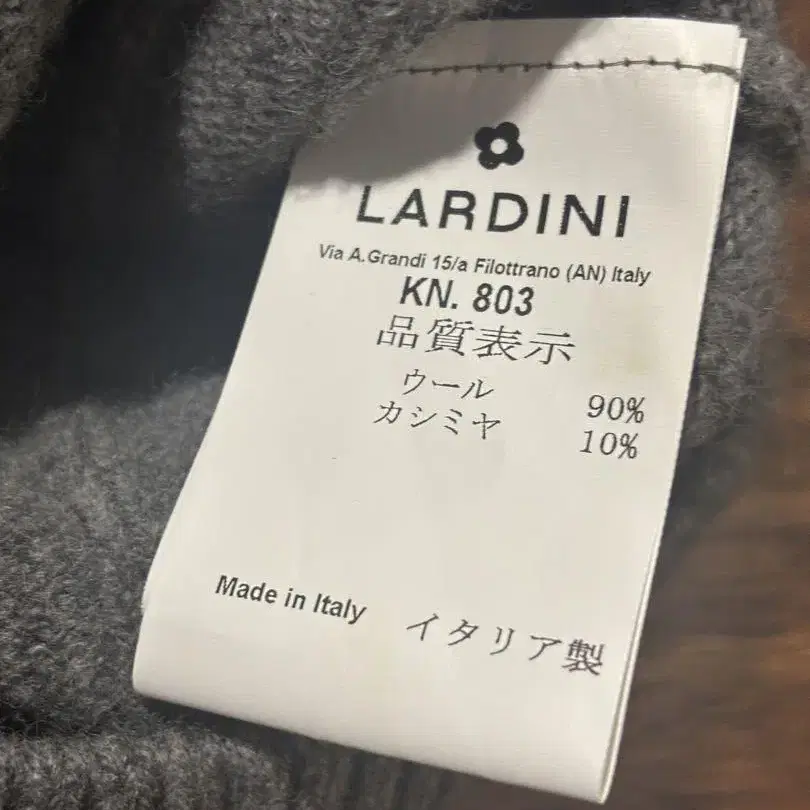 LARDINI
Via A.Grandi 15/a Filottrano (AN) Italy
KN. 803
品質表示
ウール 90%
カシミヤ 10%
Made in Italy イタリア製